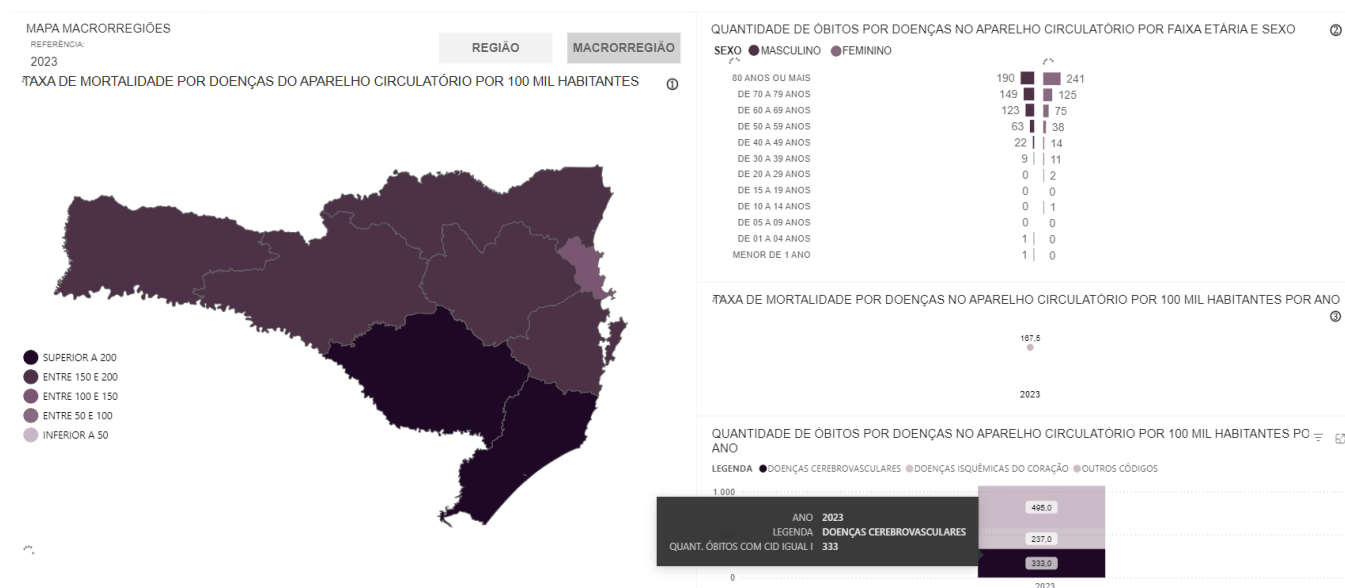 MAPA MACRORREGIÕES
REFERÊNCIA:
2023
REGIÃO
MACRORREGIÃO
TAXA DE MORTALIDADE POR DOENÇAS DO APARELHO CIRCULATÓRIO POR 100 MIL HABITANTES
1
SUPERIOR A 200
ENTRE 150 E 200
ENTRE 100 E 150
ENTRE 50 E 100
INFERIOR A 50
QUANTIDADE DE ÓBITOS POR DOENÇAS NO APARELHO CIRCULATÓRIO POR FAIXA ETÁRIA E SEXO
2
SEXO MASCULINO FEMININO
80 ANOS OU MAIS 190 241
DE 70 A 79 ANOS 149 125
DE 60 A 69 ANOS 123 75
DE 50 A 59 ANOS 63 38
DE 40 A 49 ANOS 22 14
DE 30 A 39 ANOS 9 11
DE 20 A 29 ANOS 0 2
DE 15 A 19 ANOS 0 0
DE 10 A 14 ANOS 0 1
DE 05 A 09 ANOS 0 0
DE 01 A 04 ANOS 1 0
MENOR DE 1 ANO 1 0
TAXA DE MORTALIDADE POR DOENÇAS NO APARELHO CIRCULATÓRIO POR 100 MIL HABITANTES POR ANO
3
167,5
2023
QUANTIDADE DE ÓBITOS POR DOENÇAS NO APARELHO CIRCULATÓRIO POR 100 MIL HABITANTES PO
ANO
LEGENDA DOENÇAS CEREBROVASCULARES DOENÇAS ISQUÊMICAS DO CORAÇÃO OUTROS CÓDIGOS
1.000
495,0
237,0
333,0
0
2023
ANO 2023
LEGENDA DOENÇAS CEREBROVASCULARES
QUANT. ÓBITOS COM CID IGUAL I 333